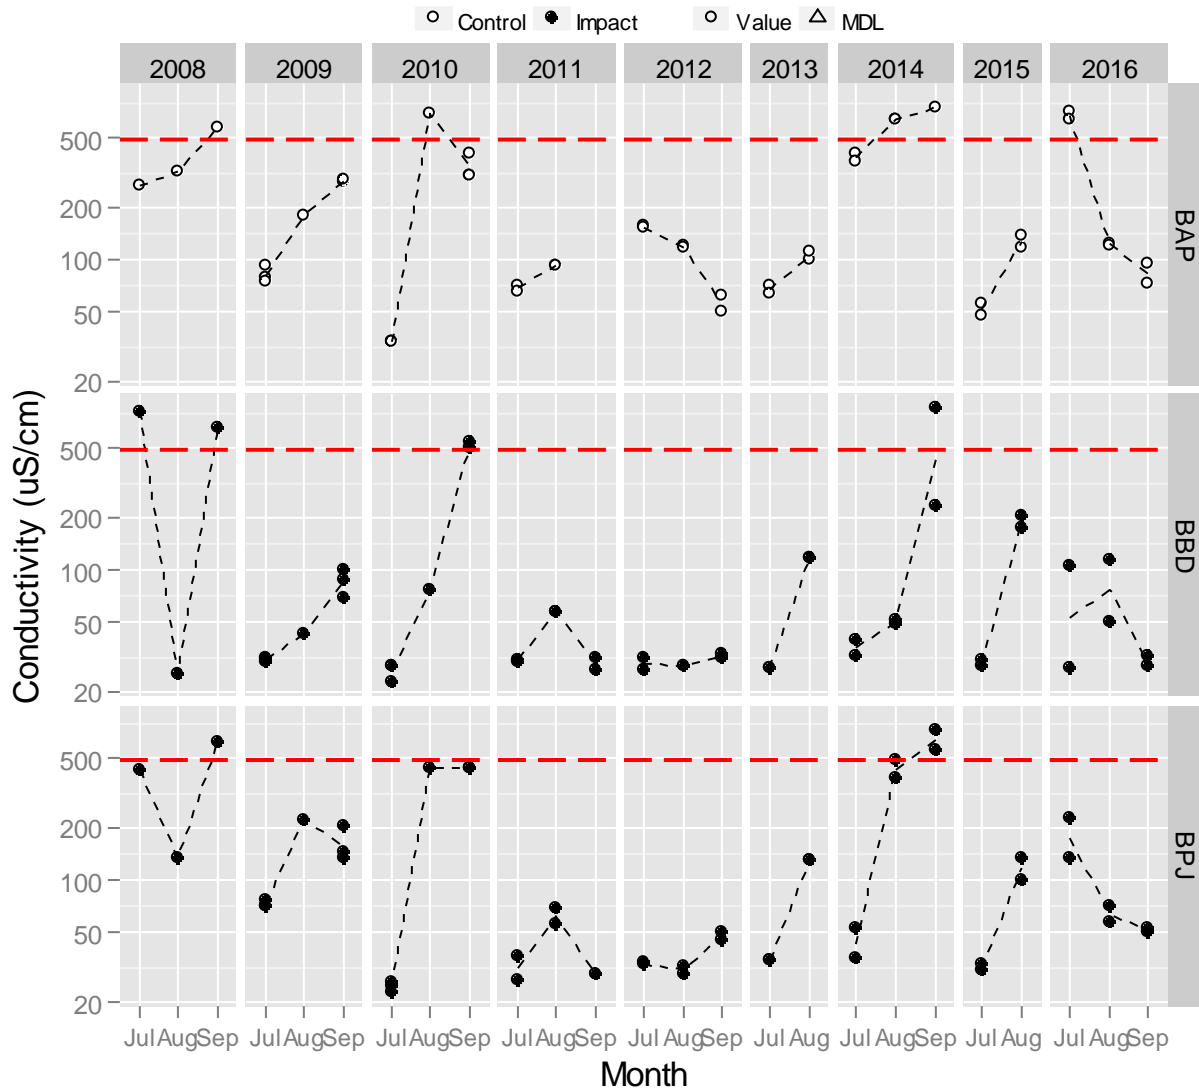 Control Impact Value MDL
2008 2009 2010 2011 2012 2013 2014 2015 2016
500
200
100
50
20
BAP
500
200
100
50
20
BBD
500
200
100
50
20
BPJ
Conductivity (uS/cm)
Jul Aug Sep Jul Aug Sep Jul Aug Sep Jul Aug Sep Jul Aug Sep Jul Aug Jul Aug Sep Jul Aug Jul Aug Sep
Month